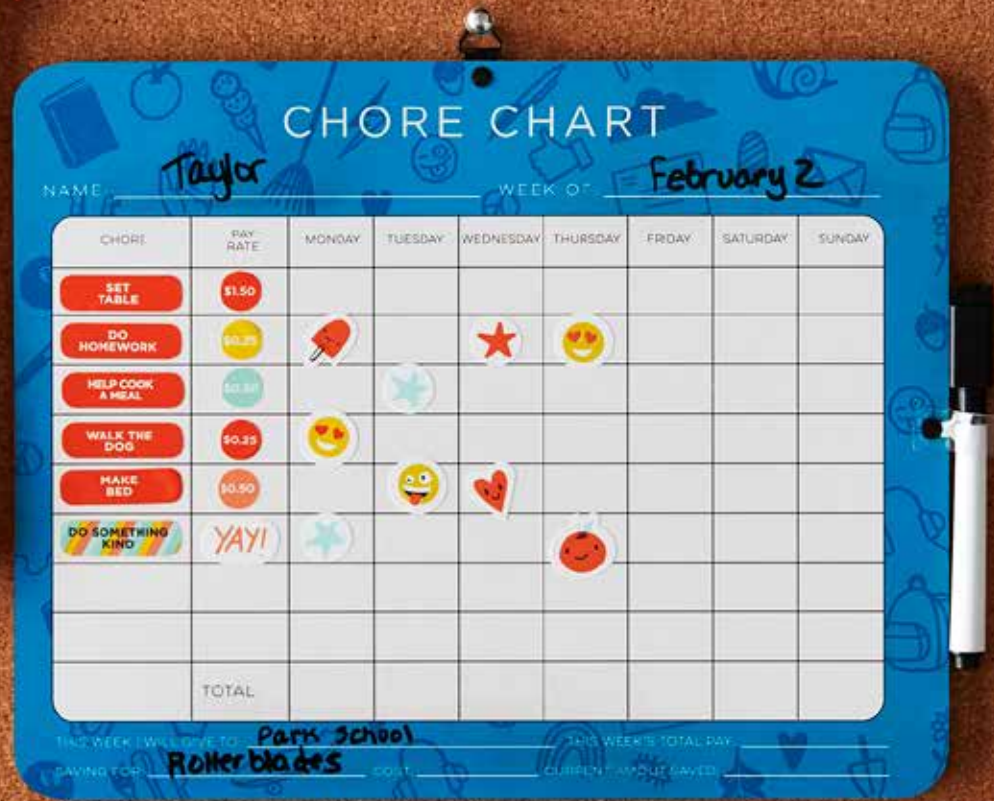 CHORE CHART
NAME: Taylor WEEK OF: February 2
CHORE PAY RATE MONDAY TUESDAY WEDNESDAY THURSDAY FRIDAY SATURDAY SUNDAY
SET TABLE $1.50
DO HOMEWORK $0.25
HELP COOK A MEAL $0.50
WALK THE DOG $0.25
MAKE BED $0.50
DO SOMETHING KIND YAY!
TOTAL
THIS WEEK I WILL GIVE TO: Park School THIS WEEK'S TOTAL PAY:
SAVING FOR: Rollerblades COST: CURRENT AMOUT SAVED: